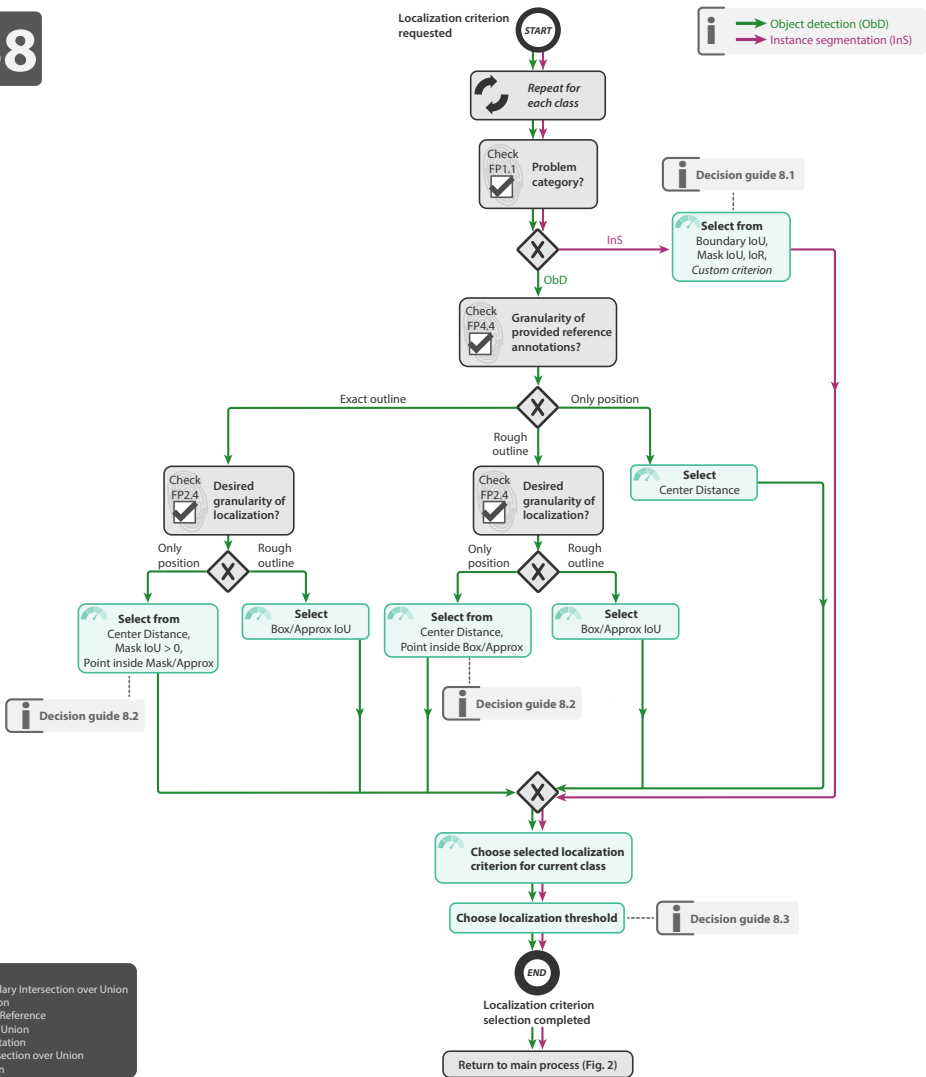 8
Localization criterion
requested
START
i
Object detection (ObD)
Instance segmentation (InS)
Repeat for
each class
Check
FP1.1
Problem
category?
i
Decision guide 8.1
X
InS
Select from
Boundary IoU,
Mask IoU, IoR,
Custom criterion
ObD
Check
FP4.4
Granularity of
provided reference
annotations?
Exact outline
X
Only position
Rough
outline
Check
FP2.4
Desired
granularity of
localization?
Check
FP2.4
Desired
granularity of
localization?
Select
Center Distance
Only
position
X
Rough
outline
Only
position
X
Rough
outline
Select from
Center Distance,
Mask IoU > 0,
Point inside Mask/Approx
Select
Box/Approx IoU
Select from
Center Distance,
Point inside Box/Approx
Select
Box/Approx IoU
i
Decision guide 8.2
i
Decision guide 8.2
X
Choose selected localization
criterion for current class
Choose localization threshold
i
Decision guide 8.3
END
Localization criterion
selection completed
Return to main process (Fig. 2)
Intersection over Union
Reference
Union
over Union